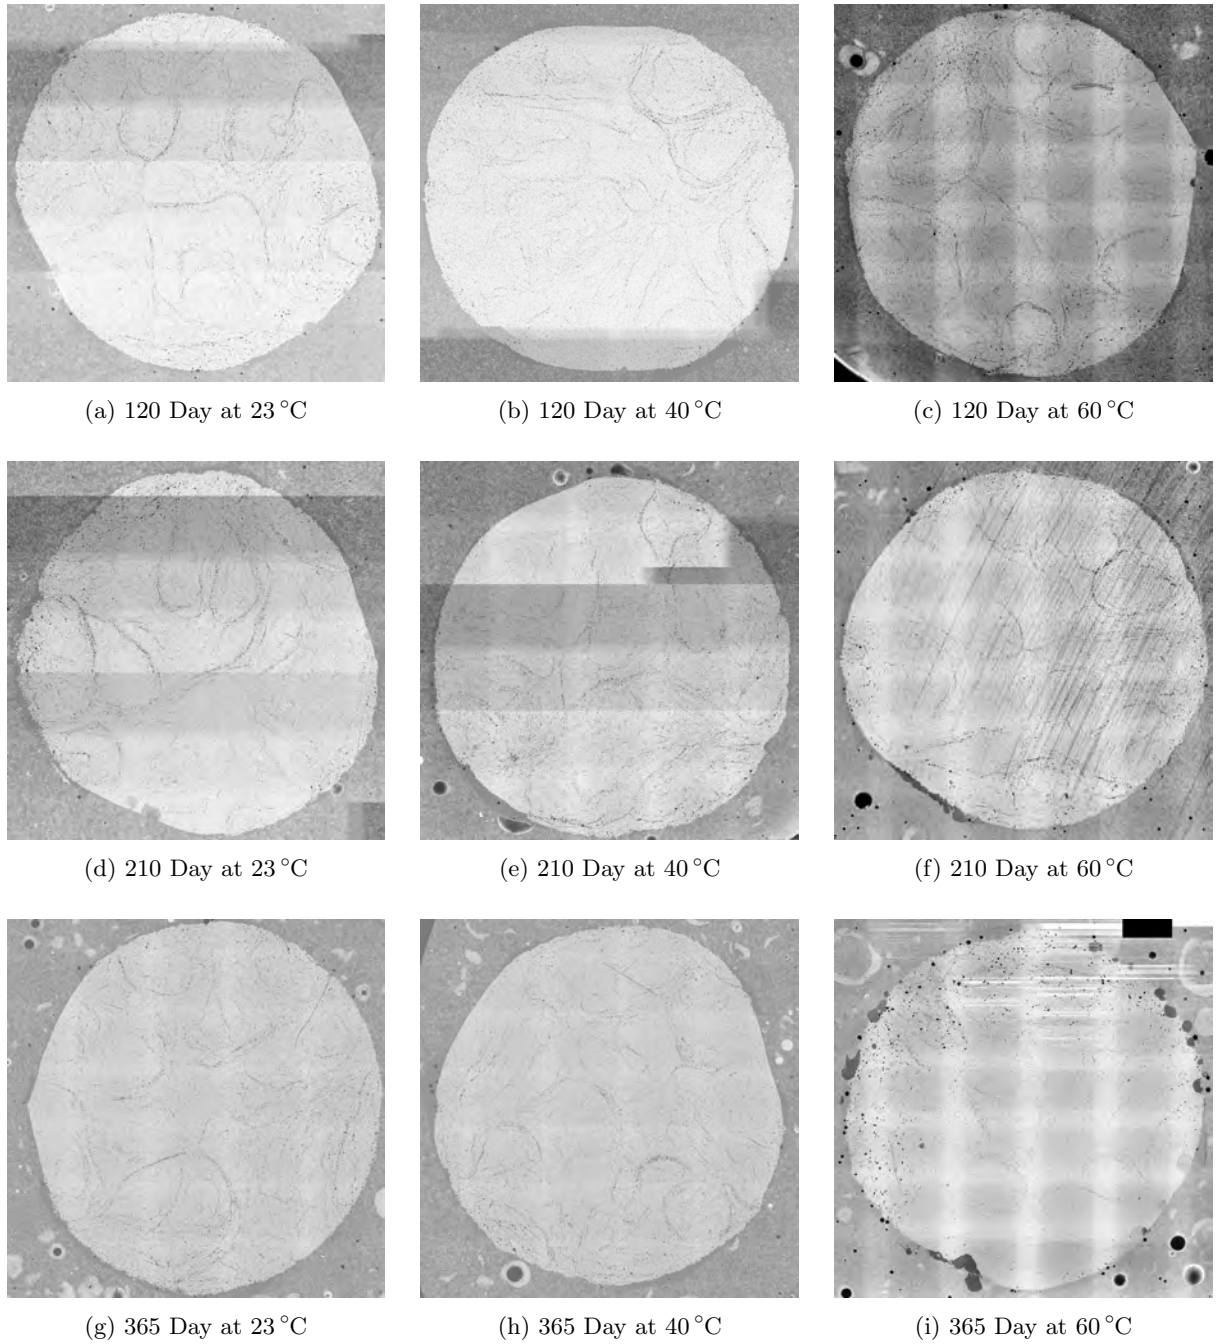 (a) 120 Day at 23 °C
(b) 120 Day at 40 °C
(c) 120 Day at 60 °C
(d) 210 Day at 23 °C
(e) 210 Day at 40 °C
(f) 210 Day at 60 °C
(g) 365 Day at 23 °C
(h) 365 Day at 40 °C
(i) 365 Day at 60 °C